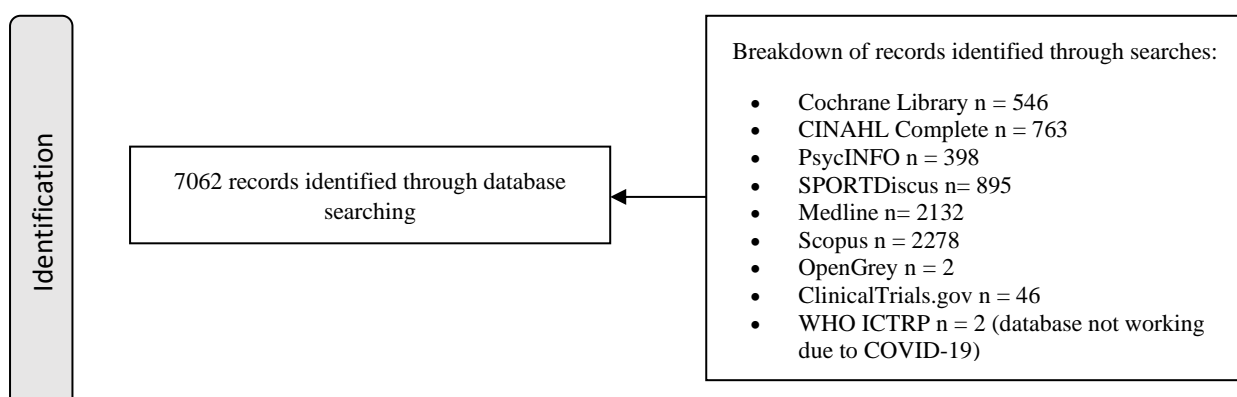 Identification
7062 records identified through database
searching
Breakdown of records identified through searches:
• Cochrane Library n = 546
• CINAHL Complete n = 763
• PsycINFO n = 398
• SPORTDiscus n= 895
• Medline n= 2132
• Scopus n = 2278
• OpenGrey n = 2
• ClinicalTrials.gov n = 46
• WHO ICTRP n = 2 (database not working
due to COVID-19)